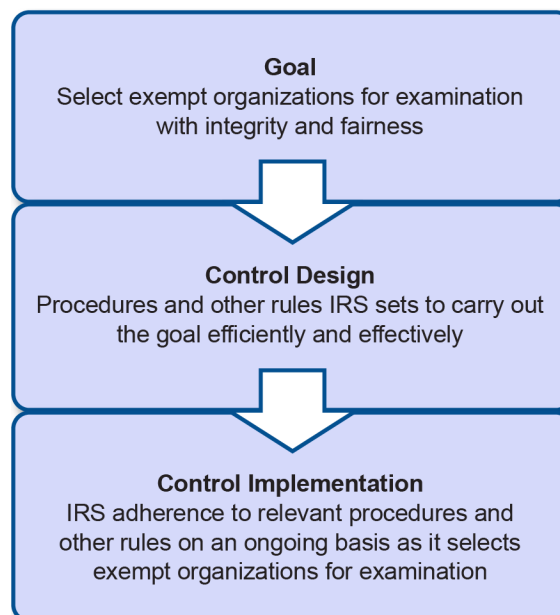 Goal
Select exempt organizations for examination
with integrity and fairness
Control Design
Procedures and other rules IRS sets to carry out
the goal efficiently and effectively
Control Implementation
IRS adherence to relevant procedures and
other rules on an ongoing basis as it selects
exempt organizations for examination